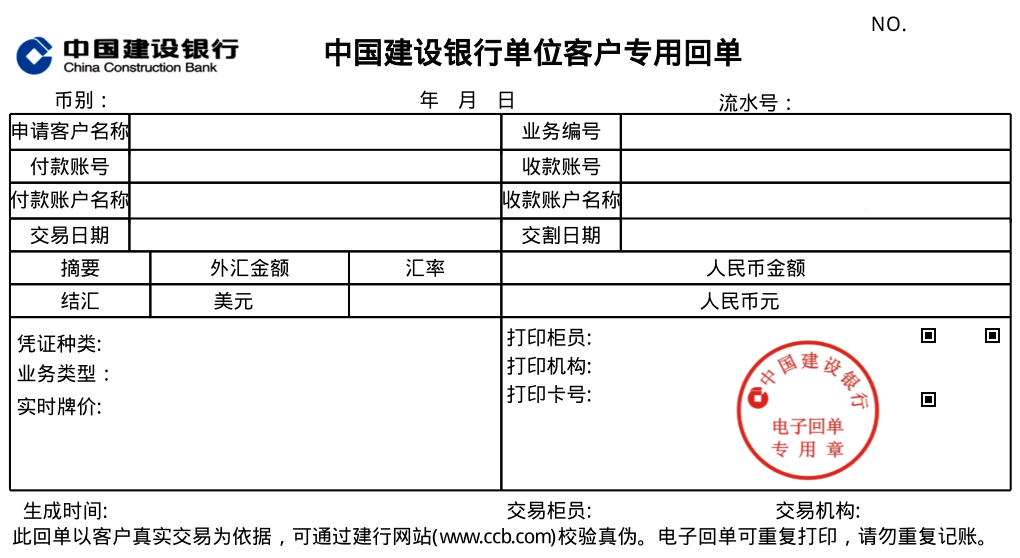 NO.
中国建设银行
China Construction Bank
中国建设银行单位客户专用回单
币别： 年 月 日 流水号：
申请客户名称 业务编号
付款账号 收款账号
付款账户名称 收款账户名称
交易日期 交割日期
摘要 外汇金额 汇率 人民币金额
结汇 美元 人民币元
凭证种类:
业务类型：
实时牌价:
打印柜员:
打印机构:
打印卡号:
中国建设银行
电子回单
专用章
生成时间: 交易柜员: 交易机构:
此回单以客户真实交易为依据，可通过建行网站(www.ccb.com)校验真伪。电子回单可重复打印，请勿重复记账。